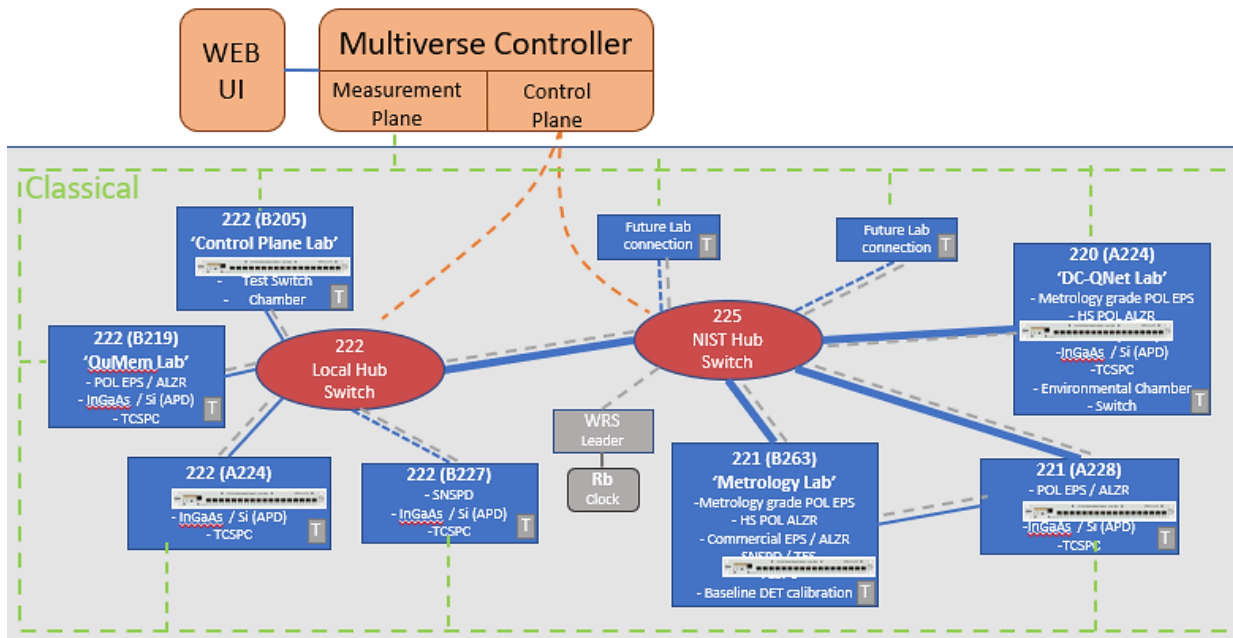 WEB
UI
Multiverse Controller
Measurement
Plane
Control
Plane
Classical
222 (B205)
‘Control Plane Lab’
- Test Switch
- Chamber
T
Future Lab
connection
T
Future Lab
connection
T
220 (A224)
‘DC-QNet Lab’
- Metrology grade POL EPS
- HS POL ALZR
-InGaAs / Si (APD)
-TCSPC
- Environmental Chamber
- Switch
T
222 (B219)
‘QuMem Lab’
- POL EPS / ALZR
- InGaAs / Si (APD)
- TCSPC
T
222
Local Hub
Switch
225
NIST Hub
Switch
WRS
Leader
Rb
Clock
222 (A224)
- InGaAs / Si (APD)
- TCSPC
T
222 (B227)
- SNSPD
-InGaAs / Si (APD)
-TCSPC
T
221 (B263)
‘Metrology Lab’
-Metrology grade POL EPS
- HS POL ALZR
- Commercial EPS / ALZR
SNSPD / TES
- Baseline DET calibration
T
221 (A228)
- POL EPS / ALZR
-InGaAs / Si (APD)
-TCSPC
T